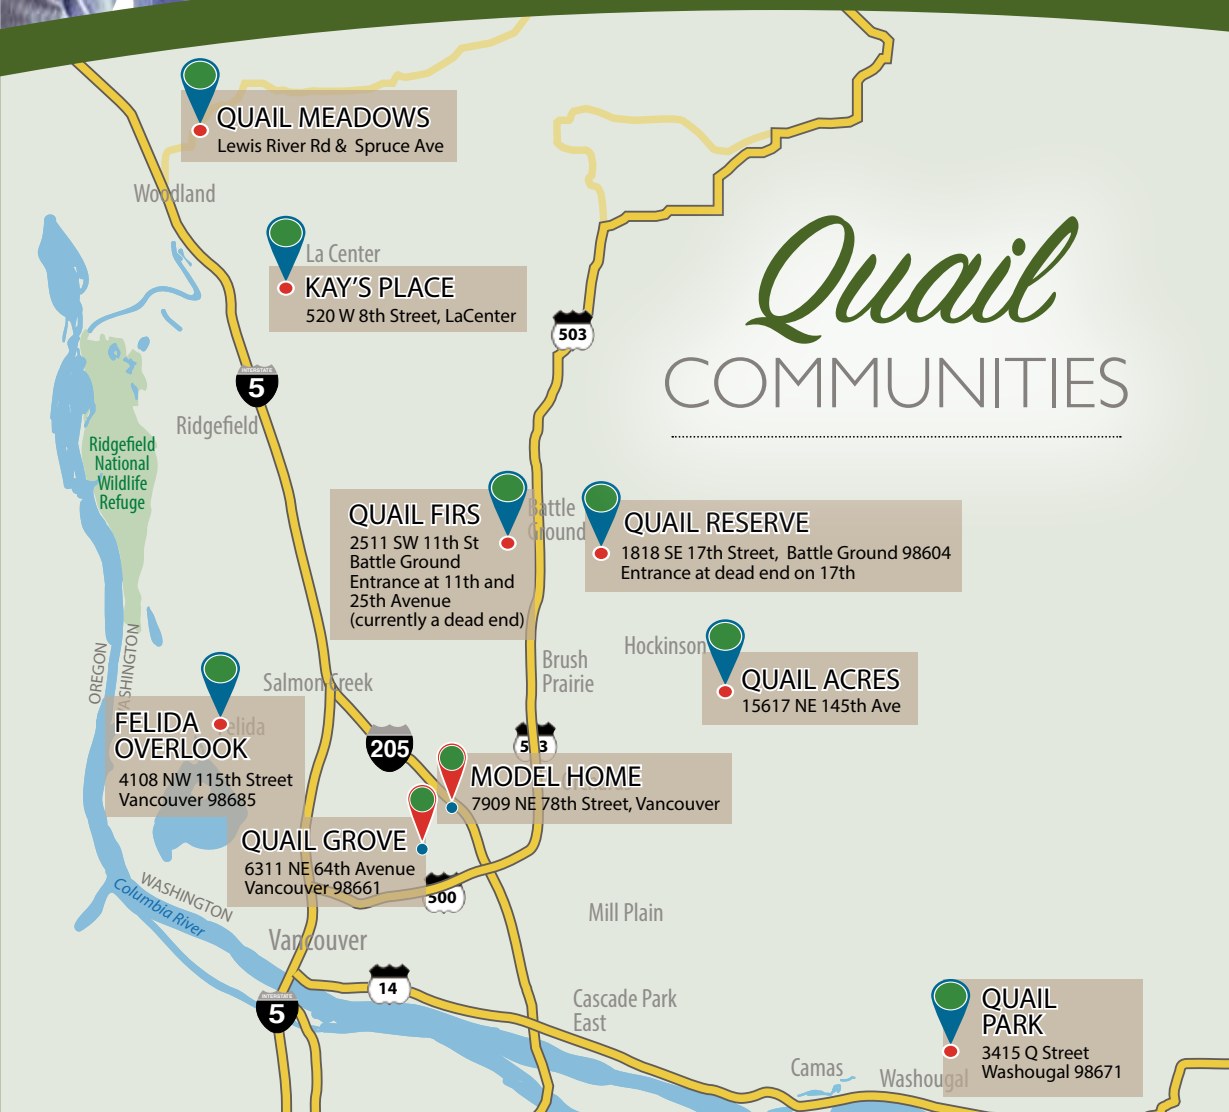 QUAIL MEADOWS
Lewis River Rd & Spruce Ave
Woodland
La Center
KAY'S PLACE
520 W 8th Street, LaCenter
Quail
COMMUNITIES
503
INTERSTATE
5
Ridgefield
Ridgefield
National
Wildlife
Refuge
QUAIL FIRS
2511 SW 11th St
Battle Ground
Entrance at 11th and
25th Avenue
(currently a dead end)
Battle
Ground
QUAIL RESERVE
1818 SE 17th Street, Battle Ground 98604
Entrance at dead end on 17th
OREGON
WASHINGTON
Hockinson
Brush
Prairie
QUAIL ACRES
15617 NE 145th Ave
Salmon Creek
FELIDA
OVERLOOK
Felida
4108 NW 115th Street
Vancouver 98685
205
503
MODEL HOME
7909 NE 78th Street, Vancouver
QUAIL GROVE
6311 NE 64th Avenue
Vancouver 98661
500
WASHINGTON
Columbia River
Vancouver
Mill Plain
14
INTERSTATE
5
Cascade Park
East
QUAIL
PARK
3415 Q Street
Washougal 98671
Camas
Washougal